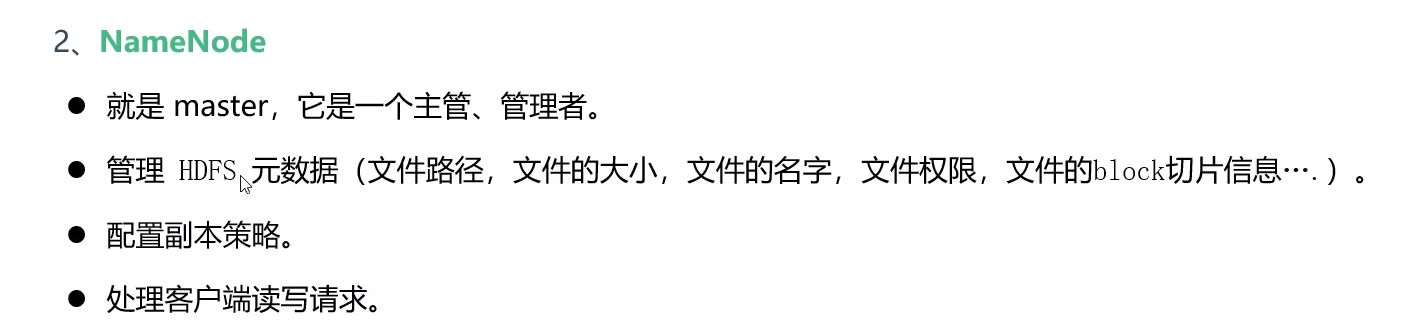 2、NameNode
● 就是 master，它是一个主管、管理者。
● 管理 HDFS 元数据（文件路径，文件的大小，文件的名字，文件权限，文件的block切片信息….）。
● 配置副本策略。
● 处理客户端读写请求。